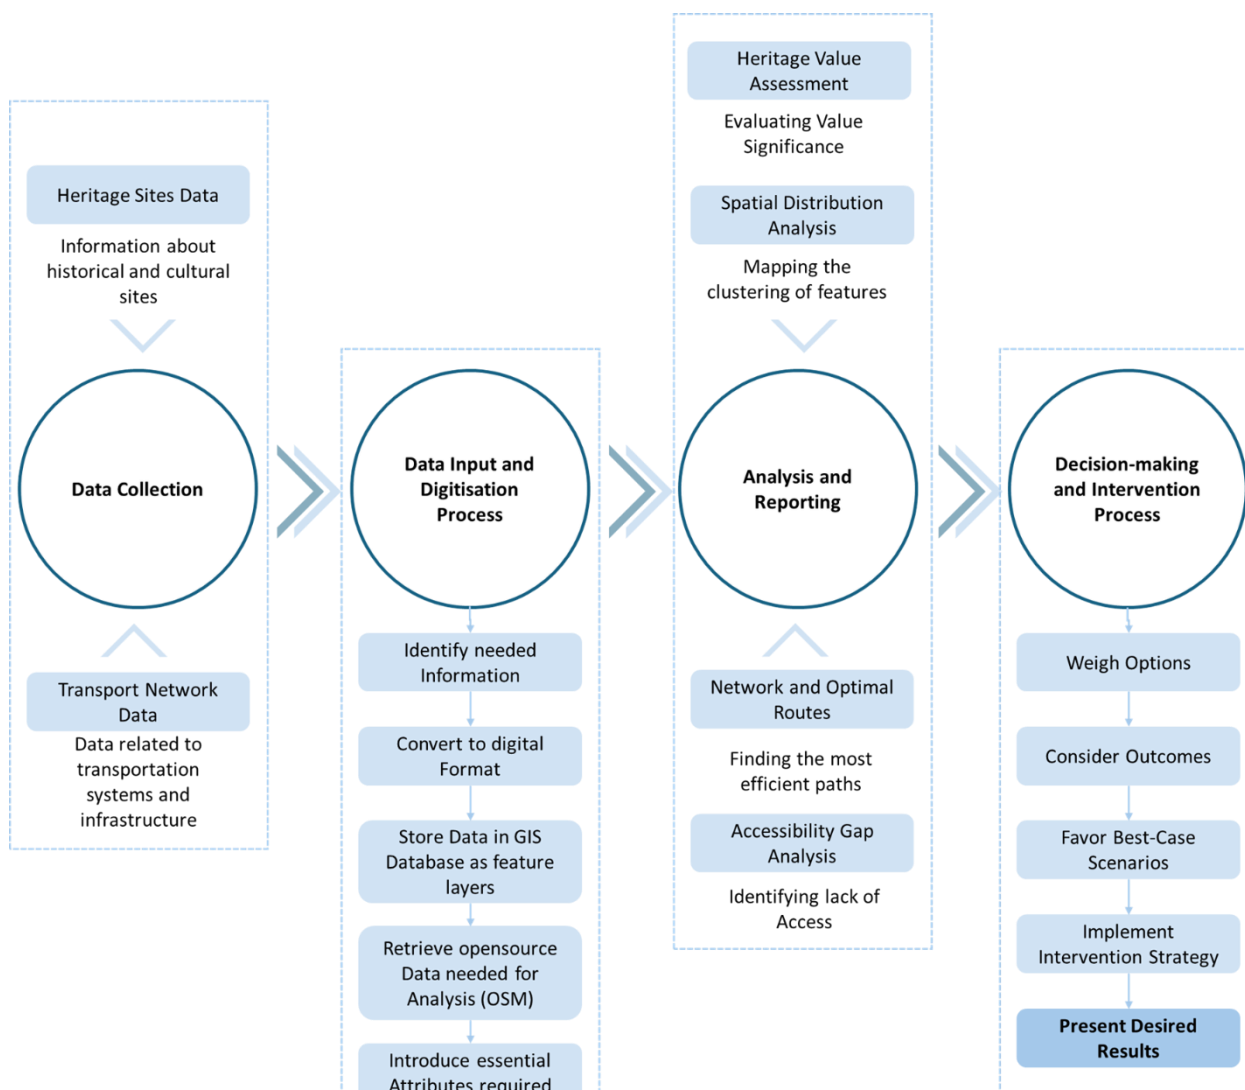 Heritage Sites Data
Information about
historical and cultural
sites
Data Collection
Transport Network
Data
Data related to
transportation
systems and
infrastructure
Data Input and
Digitisation
Process
Identify needed
Information
Convert to digital
Format
Store Data in GIS
Database as feature
layers
Retrieve opensource
Data needed for
Analysis (OSM)
Introduce essential
Attributes required
Heritage Value
Assessment
Evaluating Value
Significance
Spatial Distribution
Analysis
Mapping the
clustering of features
Analysis and
Reporting
Network and Optimal
Routes
Finding the most
efficient paths
Accessibility Gap
Analysis
Identifying lack of
Access
Decision-making
and Intervention
Process
Weigh Options
Consider Outcomes
Favor Best-Case
Scenarios
Implement
Intervention Strategy
Present Desired
Results